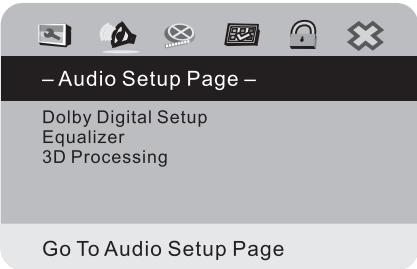 – Audio Setup Page –
Dolby Digital Setup
Equalizer
3D Processing
Go To Audio Setup Page